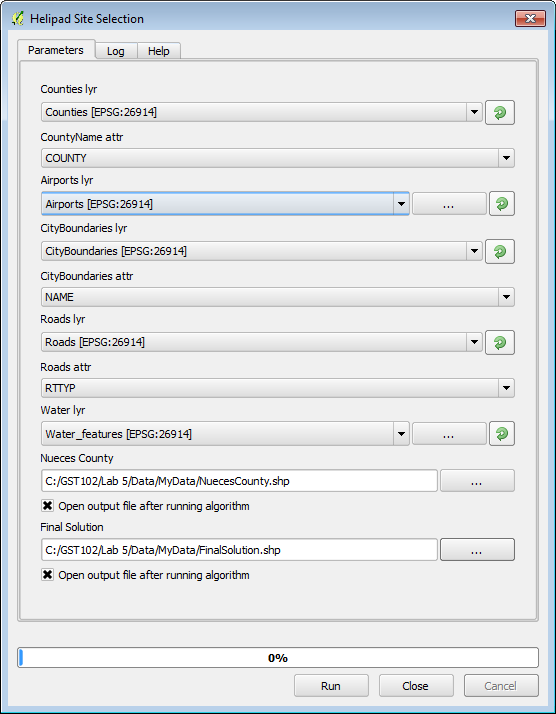 Helipad Site Selection
Parameters Log Help
Counties lyr
Counties [EPSG:26914]
CountyName attr
COUNTY
Airports lyr
Airports [EPSG:26914] ...
CityBoundaries lyr
CityBoundaries [EPSG:26914]
CityBoundaries attr
NAME
Roads lyr
Roads [EPSG:26914]
Roads attr
RTTYP
Water lyr
Water_features [EPSG:26914] ...
Nueces County
C:/GST102/Lab 5/Data/MyData/NuecesCounty.shp ...
Open output file after running algorithm
Final Solution
C:/GST102/Lab 5/Data/MyData/FinalSolution.shp ...
Open output file after running algorithm
0%
Run Close Cancel